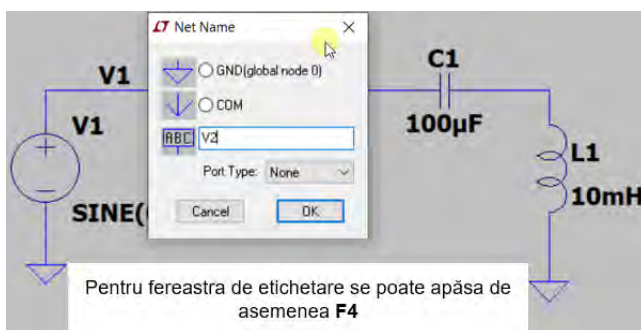 Net Name
GND(global node 0)
COM
ABC V2
Port Type: None
Cancel OK
V1
V1
SINE(
C1
100µF
L1
10mH
Pentru fereastra de etichetare se poate apăsa de
asemenea F4